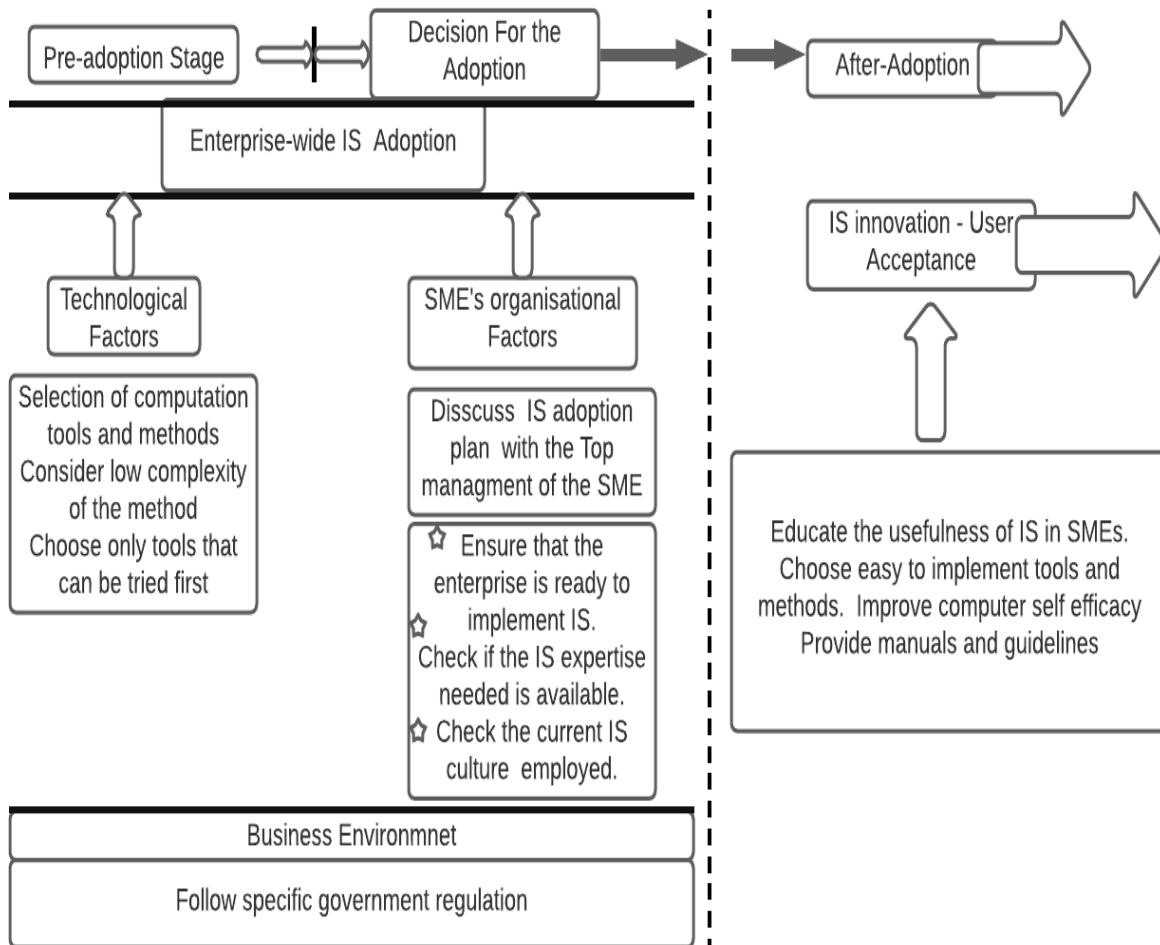 Pre-adoption Stage
Decision For the
Adoption
After-Adoption
Enterprise-wide IS Adoption
IS innovation - User
Acceptance
Technological
Factors
SME's organisational
Factors
Selection of computation
tools and methods
Consider low complexity
of the method
Choose only tools that
can be tried first
Disscuss IS adoption
plan with the Top
managment of the SME
Ensure that the
enterprise is ready to
implement IS.
Check if the IS expertise
needed is available.
Check the current IS
culture employed.
Educate the usefulness of IS in SMEs.
Choose easy to implement tools and
methods. Improve computer self efficacy
Provide manuals and guidelines
Business Environmnet
Follow specific government regulation